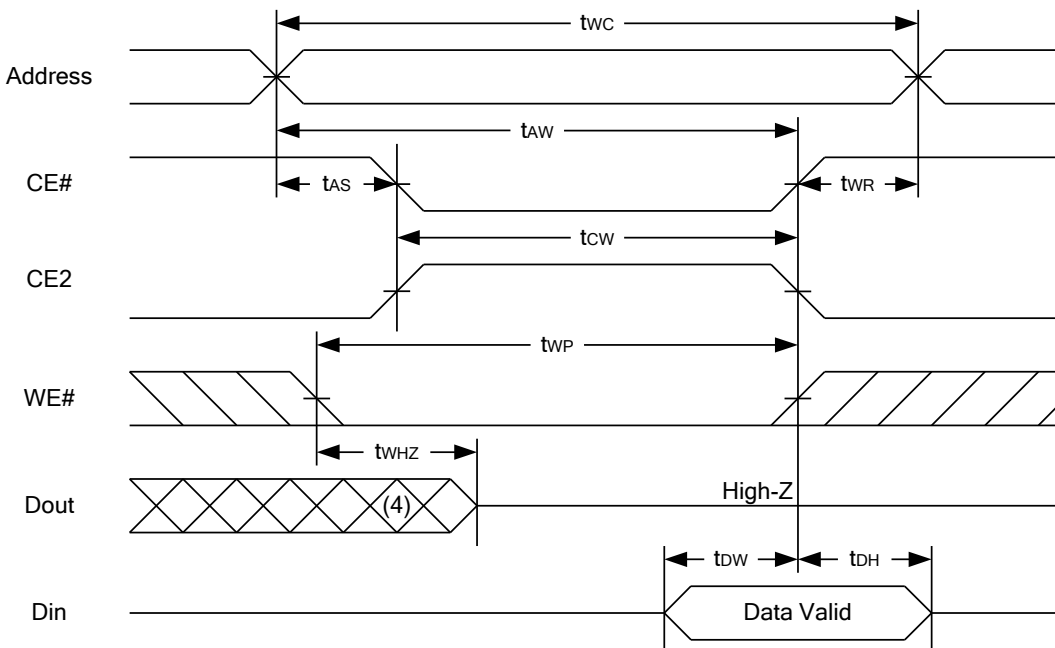 tWC
Address
tAW
CE#
tAS
tWR
tCW
CE2
tWP
WE#
tWHZ
Dout
(4)
High-Z
tDW
tDH
Din
Data Valid